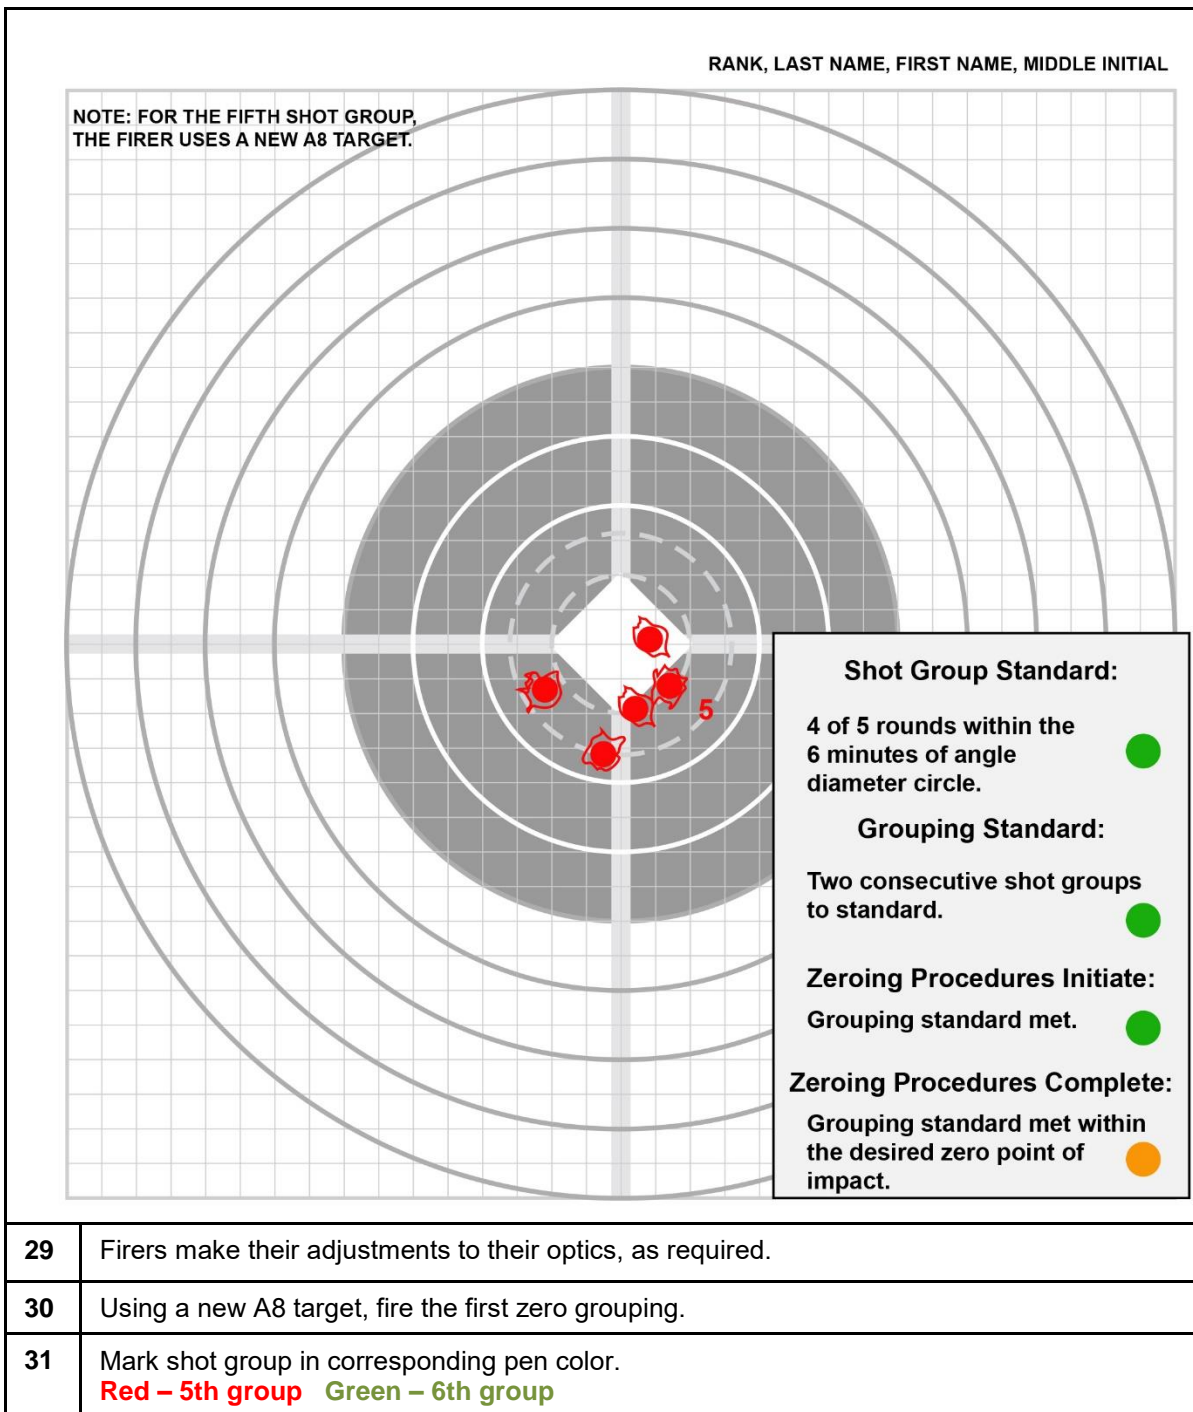 RANK, LAST NAME, FIRST NAME, MIDDLE INITIAL
NOTE: FOR THE FIFTH SHOT GROUP,
THE FIRER USES A NEW A8 TARGET.
5
Shot Group Standard:
4 of 5 rounds within the
6 minutes of angle
diameter circle.
Grouping Standard:
Two consecutive shot groups
to standard.
Zeroing Procedures Initiate:
Grouping standard met.
Zeroing Procedures Complete:
Grouping standard met within
the desired zero point of
impact.
29 Firers make their adjustments to their optics, as required.
30 Using a new A8 target, fire the first zero grouping.
31 Mark shot group in corresponding pen color.
Red – 5th group Green – 6th group